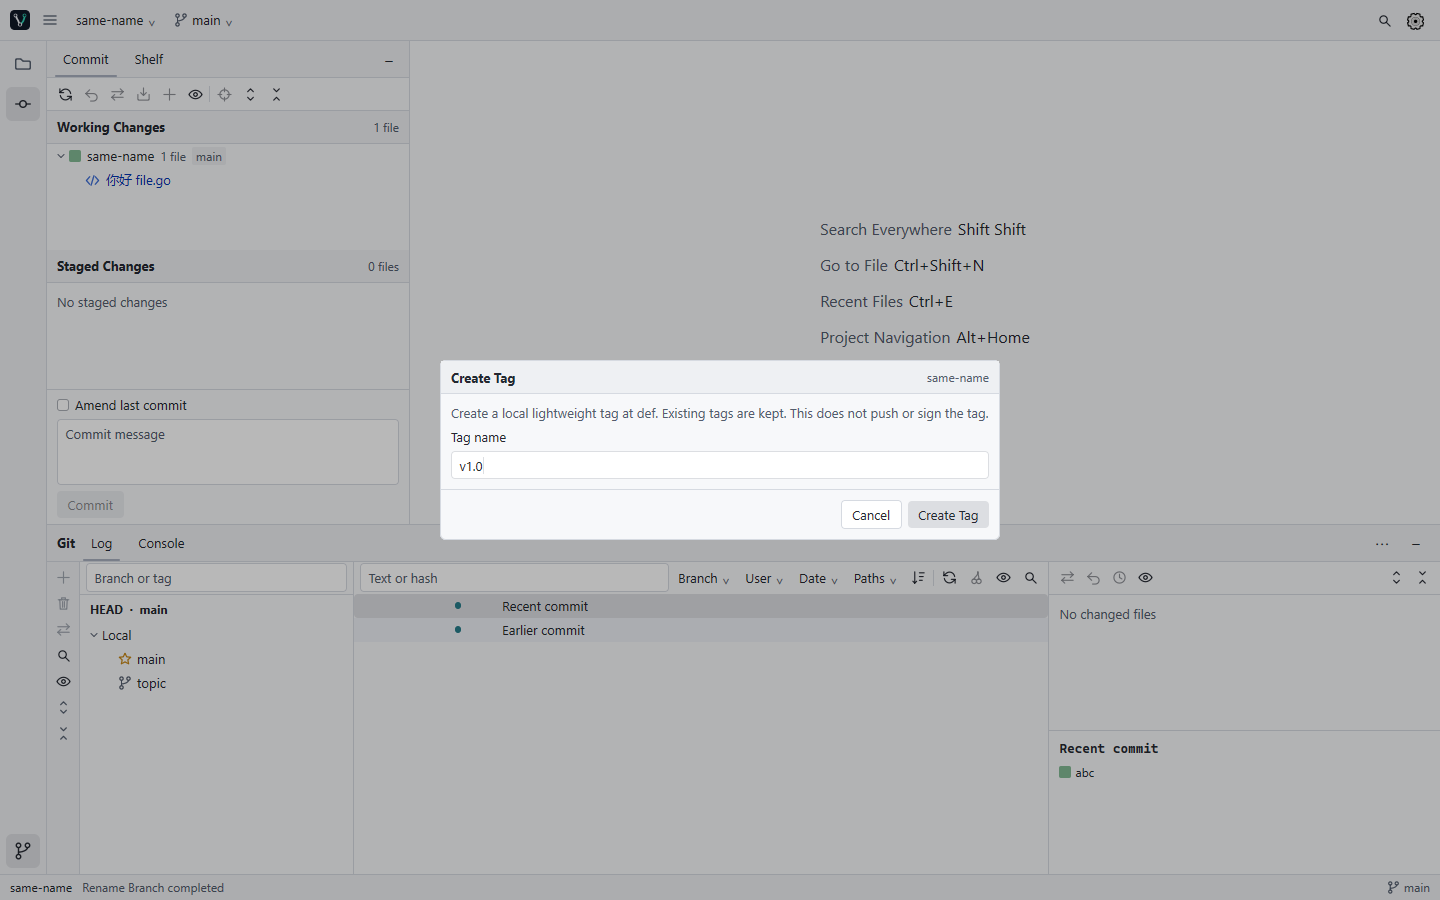 same-name main
Commit Shelf
Working Changes 1 file
same-name 1 file main
你好 file.go
Staged Changes 0 files
No staged changes
Amend last commit
Commit message
Commit
Search Everywhere Shift Shift
Go to File Ctrl+Shift+N
Recent Files Ctrl+E
Project Navigation Alt+Home
Create Tag same-name
Create a local lightweight tag at def. Existing tags are kept. This does not push or sign the tag.
Tag name
v1.0
Cancel Create Tag
Git Log Console
Branch or tag
HEAD · main
Local
main
topic
Text or hash Branch User Date Paths
Recent commit
Earlier commit
No changed files
Recent commit
abc
same-name Rename Branch completed main